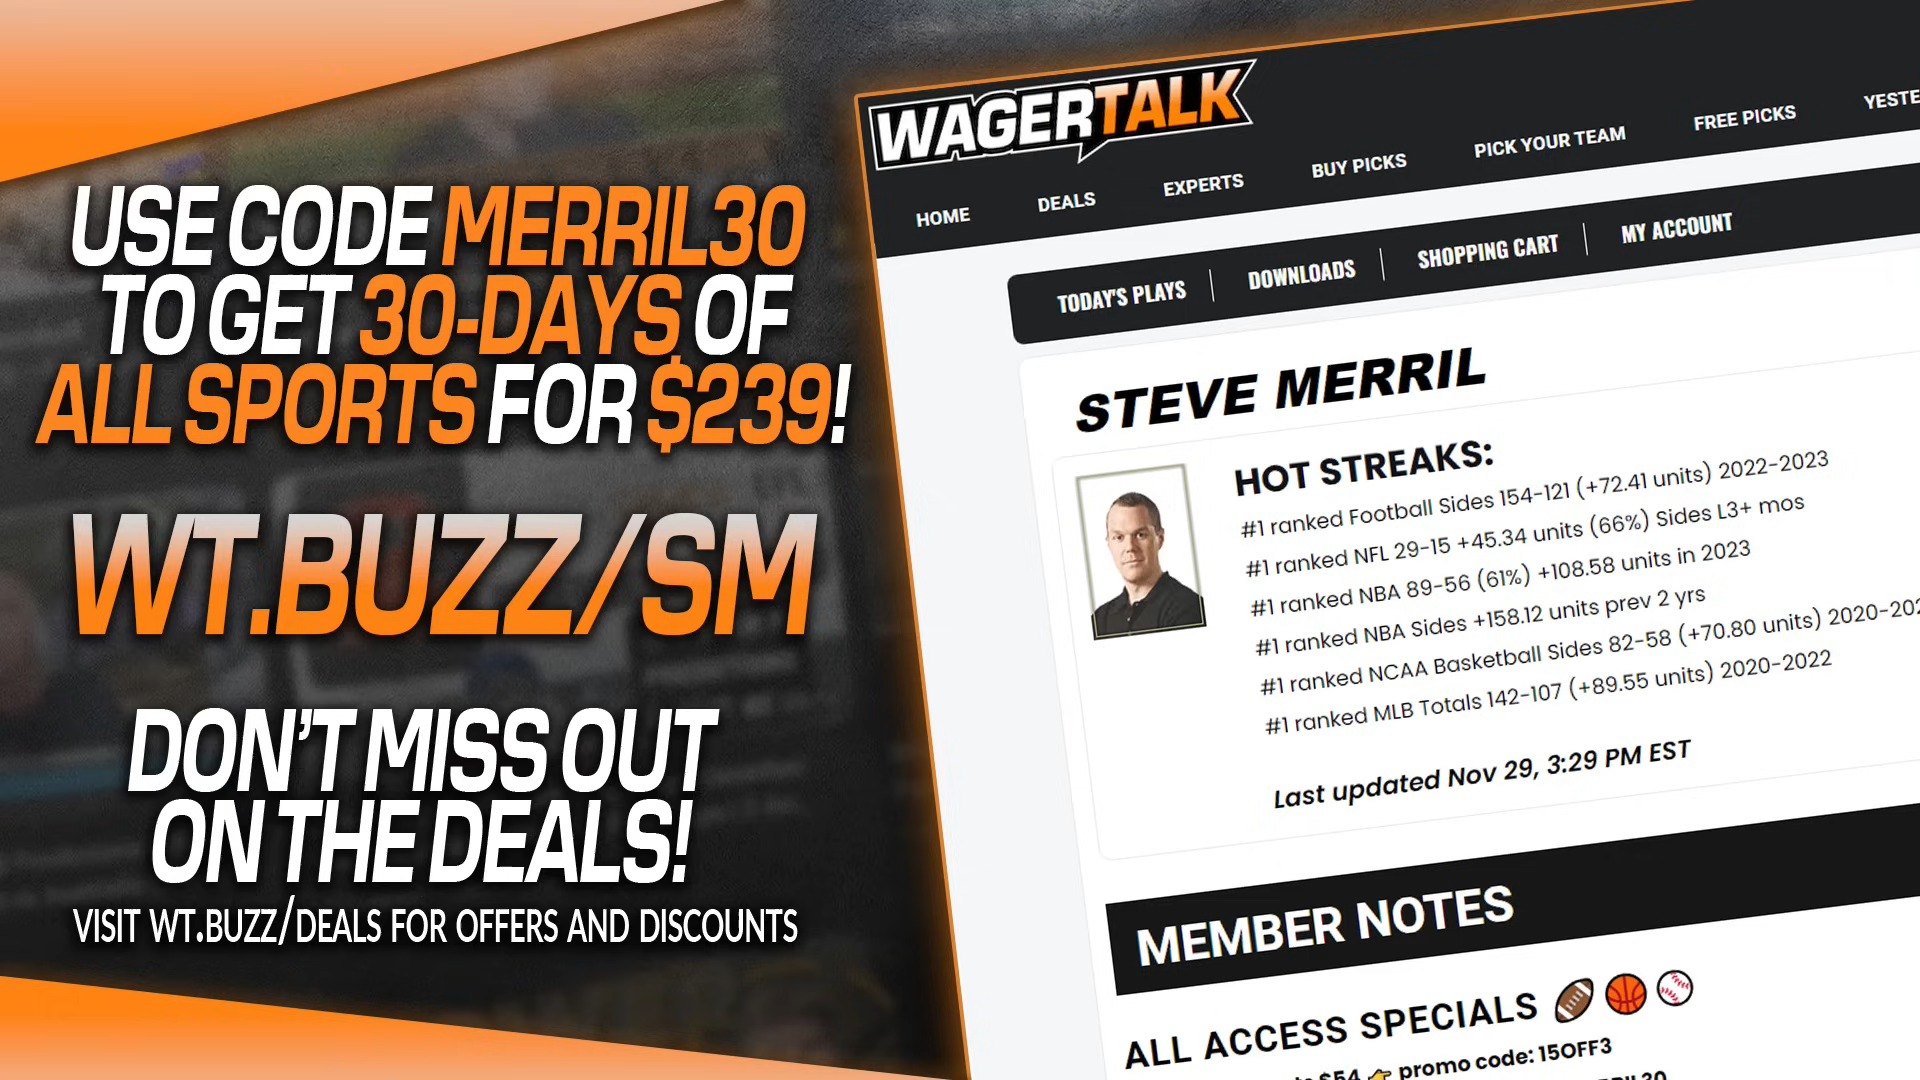 USE CODE MERRIL30
TO GET 30-DAYS OF
ALL SPORTS FOR $239!
WT.BUZZ/SM
DON'T MISS OUT
ON THE DEALS!
VISIT WT.BUZZ/DEALS FOR OFFERS AND DISCOUNTS
WAGERTALK
HOME
DEALS
EXPERTS
BUY PICKS
PICK YOUR TEAM
FREE PICKS
YESTE
TODAY'S PLAYS
DOWNLOADS
SHOPPING CART
MY ACCOUNT
STEVE MERRIL
HOT STREAKS:
#1 ranked Football Sides 154-121 (+72.41 units) 2022-2023
#1 ranked NFL 29-15 +45.34 units (66%) Sides L3+ mos
#1 ranked NBA 89-56 (61%) +108.58 units in 2023
#1 ranked NBA Sides +158.12 units prev 2 yrs
#1 ranked NCAA Basketball Sides 82-58 (+70.80 units) 2020-202
#1 ranked MLB Totals 142-107 (+89.55 units) 2020-2022
Last updated Nov 29, 3:29 PM EST
MEMBER NOTES
ALL ACCESS SPECIALS 🏈 🏀 ⚾
$54 👉 promo code: 15OFF3